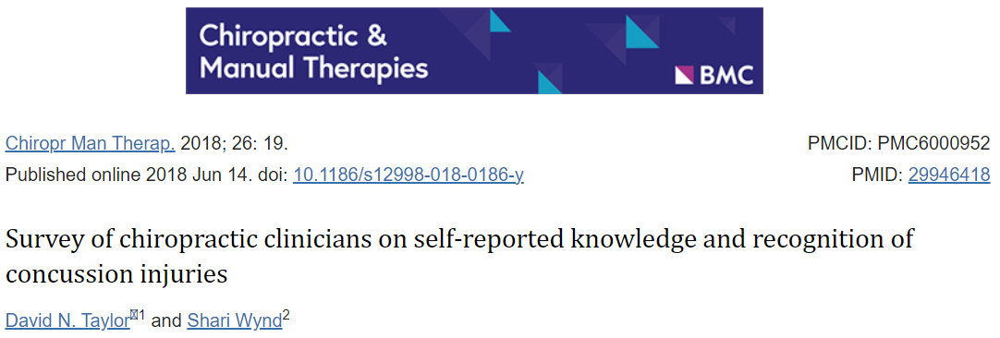 Chiropractic &
Manual Therapies
BMC
Chiropr Man Therap. 2018; 26: 19.
PMCID: PMC6000952
Published online 2018 Jun 14. doi: 10.1186/s12998-018-0186-y
PMID: 29946418
Survey of chiropractic clinicians on self-reported knowledge and recognition of
concussion injuries
David N. Taylor1 and Shari Wynd2